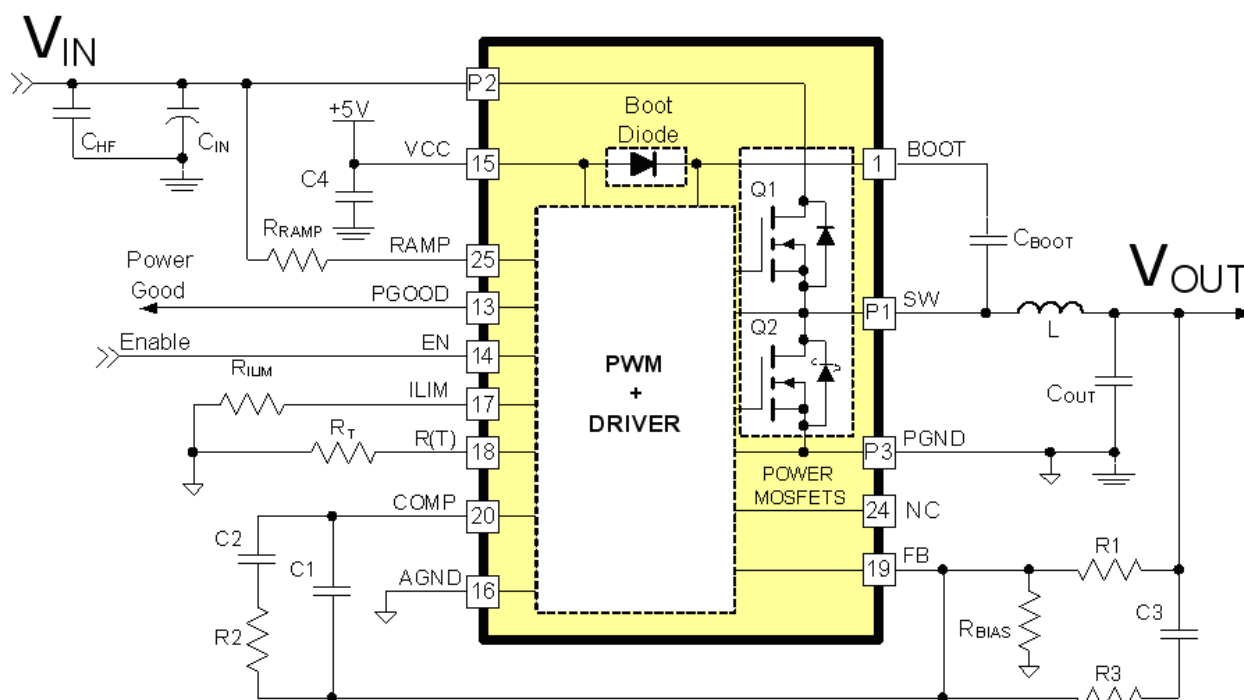 VIN
P2
CHF
CIN
+5V
VCC
15
Boot
Diode
1
BOOT
C4
Q1
RRAMP
RAMP
25
CBOOT
VOUT
Power
Good
PGOOD
13
P1
SW
L
Enable
EN
14
Q2
PWM
+
DRIVER
RILIM
ILIM
17
COUT
RT
R(T)
18
P3
PGND
POWER
MOSFETS
COMP
20
24
NC
C2
C1
AGND
16
19
FB
R1
R2
RBIAS
C3
R3